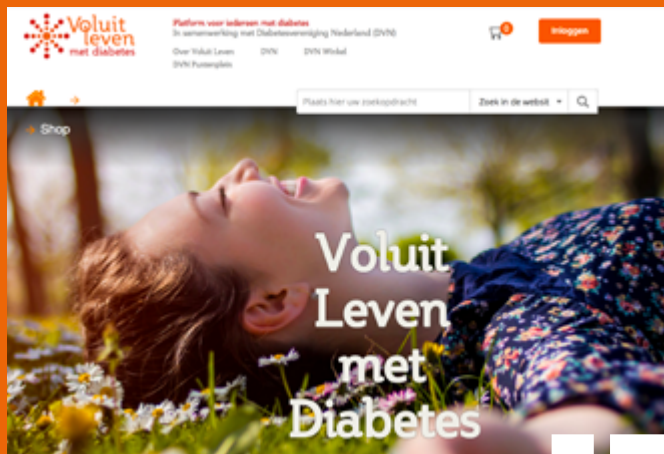 Voluit
leven
met diabetes
Platform voor iedereen met diabetes
In samenwerking met Diabetesvereniging Nederland (DVN)
Over Voluit Leven DVN DVN Winkel
DVN Puntenplein
0
Inloggen
Plaats hier uw zoekopdracht
Zoek in de websit
Shop
Voluit
Leven
met
Diabetes